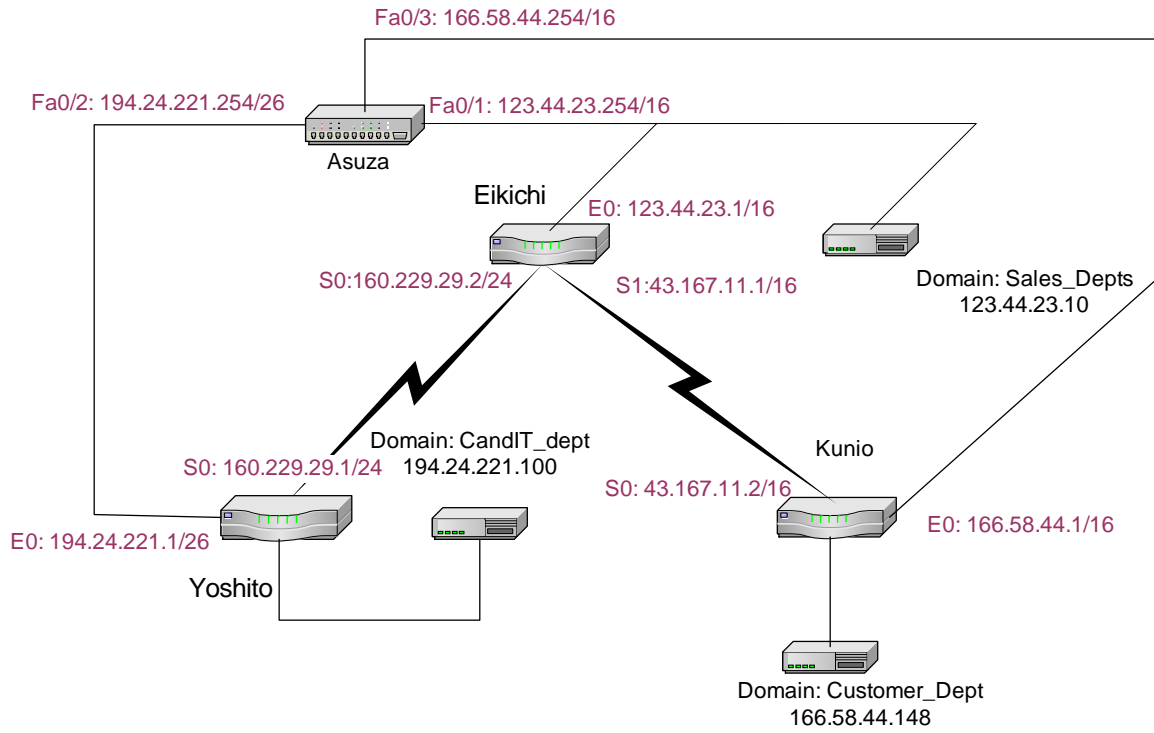 Fa0/3: 166.58.44.254/16
Fa0/2: 194.24.221.254/26
Fa0/1: 123.44.23.254/16
Asuza
Eikichi
E0: 123.44.23.1/16
S0:160.229.29.2/24
S1:43.167.11.1/16
Domain: Sales_Depts
123.44.23.10
Domain: CandIT_dept
194.24.221.100
Kunio
S0: 160.229.29.1/24
S0: 43.167.11.2/16
E0: 194.24.221.1/26
E0: 166.58.44.1/16
Yoshito
Domain: Customer_Dept
166.58.44.148